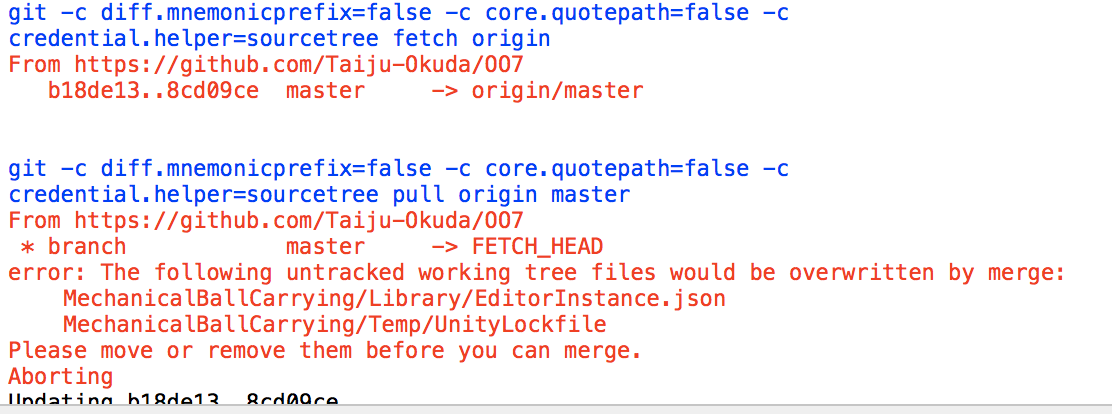 git -c diff.mnemonicprefix=false -c core.quotepath=false -c
credential.helper=sourcetree fetch origin
From https://github.com/Taiju-Okuda/OO7
b18de13..8cd09ce  master     -> origin/master
git -c diff.mnemonicprefix=false -c core.quotepath=false -c
credential.helper=sourcetree pull origin master
From https://github.com/Taiju-Okuda/OO7
* branch            master     -> FETCH_HEAD
error: The following untracked working tree files would be overwritten by merge:
MechanicalBallCarrying/Library/EditorInstance.json
MechanicalBallCarrying/Temp/UnityLockfile
Please move or remove them before you can merge.
Aborting
Updating b18de13..8cd09ce